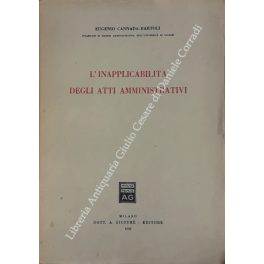 EUGENIO CANNADA-BARTOLI
L'INAPPLICABILITÀ
DEGLI ATTI AMMINISTRATIVI
AG
MILANO
DOTT. A. GIUFFRÈ - EDITORE
Libreria Antiquaria Giulio Cesare di Daniele Corradi